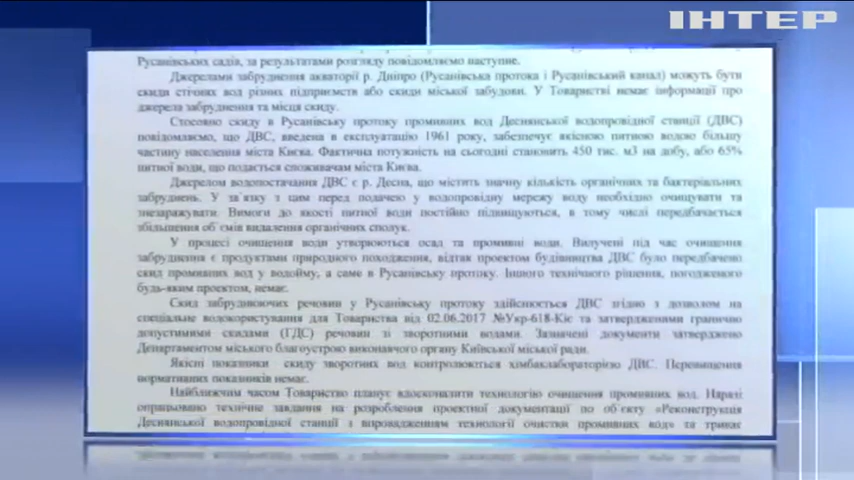 ІНТЕР
Русанівських садів, за результатами розгляду повідомляємо наступне.
Джерелами забруднення акваторії р. Дніпро (Русанівська протока і Русанівський канал) можуть бути
скиди стічних вод різних підприємств або скиди міської забудови. У Товаристві немає інформації про
джерела забруднення та місця скиду.
Стосовно скиду в Русанівську протоку промивних вод Деснянської водопровідної станції (ДВС)
повідомляємо, що ДВС, введена в експлуатацію 1961 року, забезпечує якісною питною водою більшу
частину населення міста Києва. Фактична потужність на сьогодні становить 450 тис. м3 на добу, або 65%
питної води, що подається споживачам міста Києва.
Джерелом водопостачання ДВС є р. Десна, що містить значну кількість органічних та бактеріальних
забруднень. У зв`язку з цим перед подачею у водопровідну мережу воду необхідно очищувати та
знезаражувати. Вимоги до якості питної води постійно підвищуються, в тому числі передбачається
збільшення об`ємів видалення органічних сполук.
У процесі очищення води утворюються осад та промивні води. Вилучені під час очищення
забруднення є продуктами природного походження, відтак проектом будівництва ДВС було передбачено
скид промивних вод у водойму, а саме в Русанівську протоку. Іншого технічного рішення, погодженого
будь-яким проектом, немає.
Скид забруднюючих речовин у Русанівську протоку здійснюється ДВС згідно з дозволом на
спеціальне водокористування для Товариства від 02.06.2017 №Укр-618-Кіє та затвердженими гранично
допустимими скидами (ГДС) речовин зі зворотними водами. Зазначені документи затверджено
Департаментом міського благоустрою виконавчого органу Київської міської ради.
Якісні показники скиду зворотних вод контролюються хімбаклабораторією ДВС. Перевищення
нормативних показників немає.
Найближчим часом Товариство планує вдосконалити технологію очищення промивних вод. Наразі
опрацьовано технічне завдання на розроблення проектної документації по об`єкту «Реконструкція
Деснянської водопровідної станції з впровадженням технології очистки промивних вод» та триває